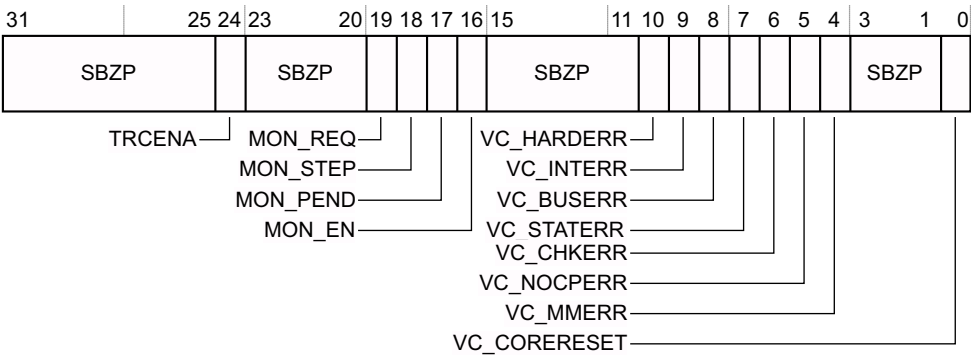 31 25 24 23 20 19 18 17 16 15 11 10 9 8 7 6 5 4 3 1 0
SBZP SBZP SBZP SBZP
TRCENA MON_REQ VC_HARDERR
MON_STEP VC_INTERR
MON_PEND VC_BUSERR
MON_EN VC_STATERR
VC_CHKERR
VC_NOCPERR
VC_MMERR
VC_CORERESET